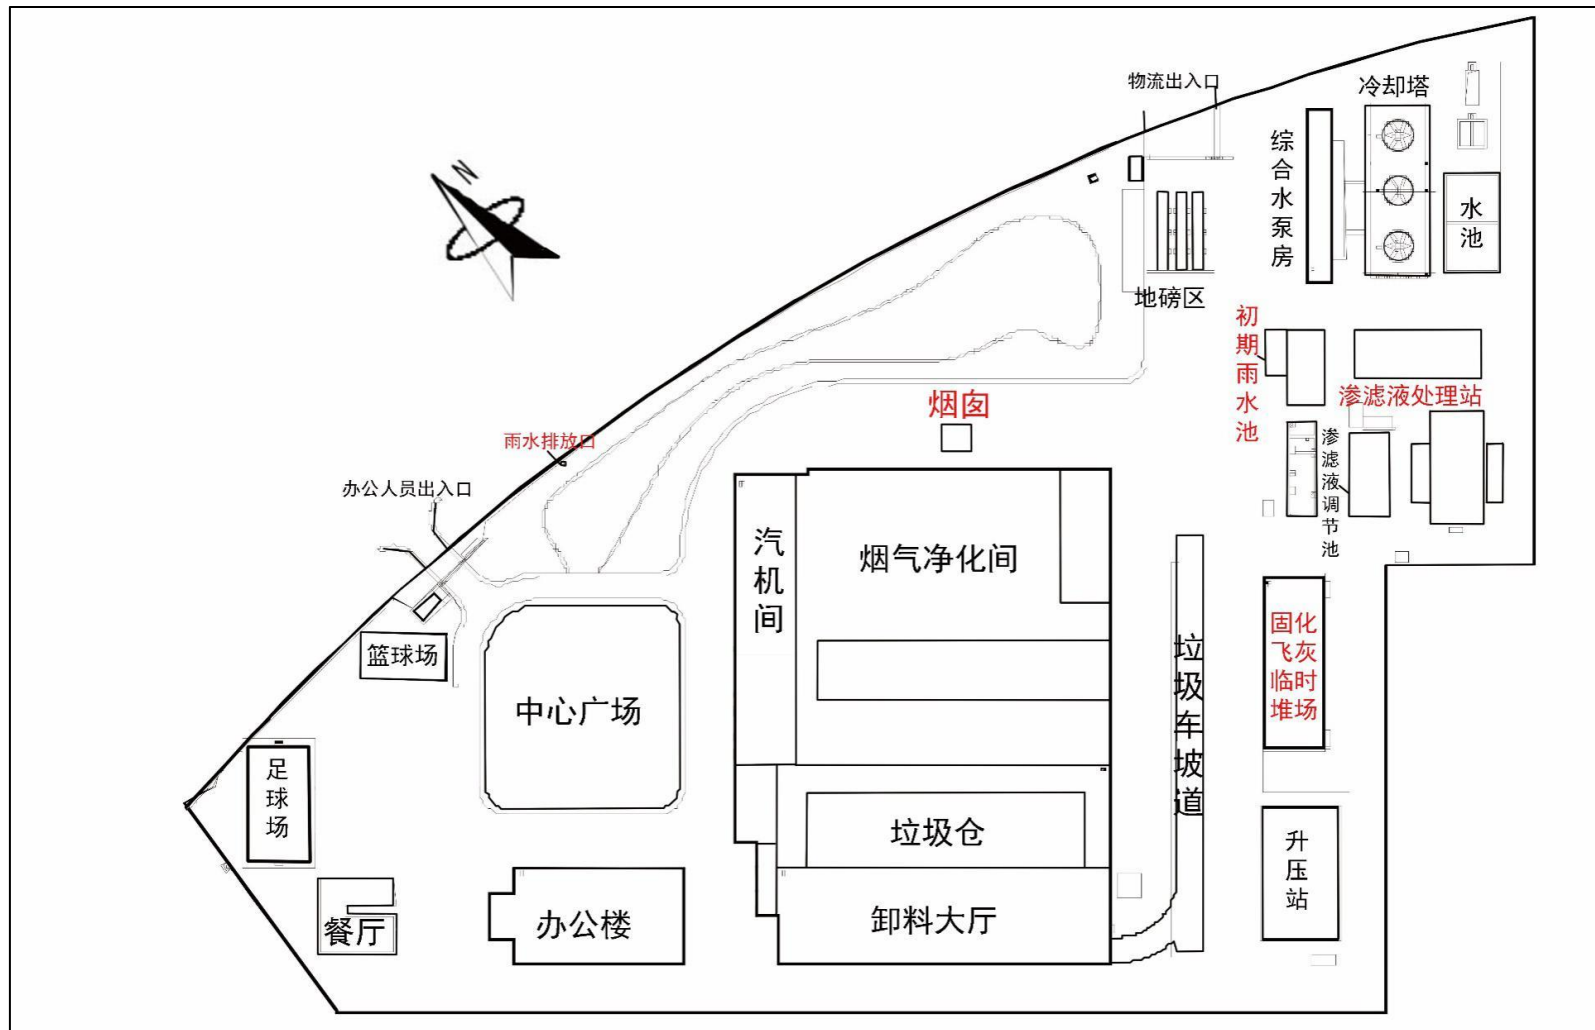 物流出入口
冷却塔
综合水泵房
水池
N
地磅区
初期雨水池
渗滤液处理站
烟囱
雨水排放口
渗滤液调节池
办公人员出入口
汽机间
烟气净化间
固化
飞灰
临时
堆场
篮球场
垃圾车坡道
中心广场
足球场
垃圾仓
升压站
餐厅
办公楼
卸料大厅